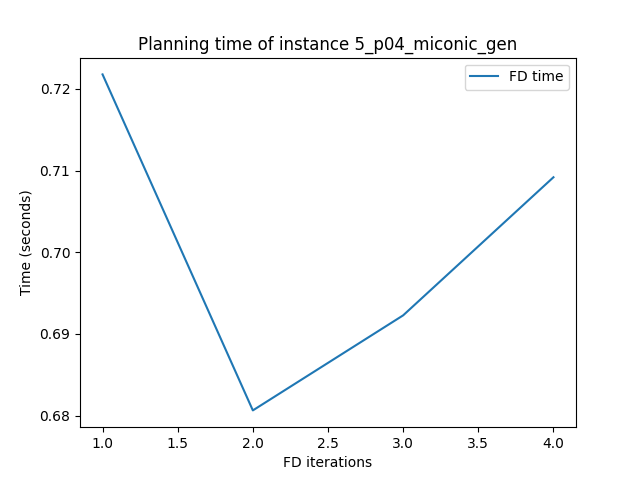 Planning time of instance 5_p04_miconic_gen
FD time
0.72
0.71
0.70
0.69
0.68
Time (seconds)
1.0 1.5 2.0 2.5 3.0 3.5 4.0
FD iterations